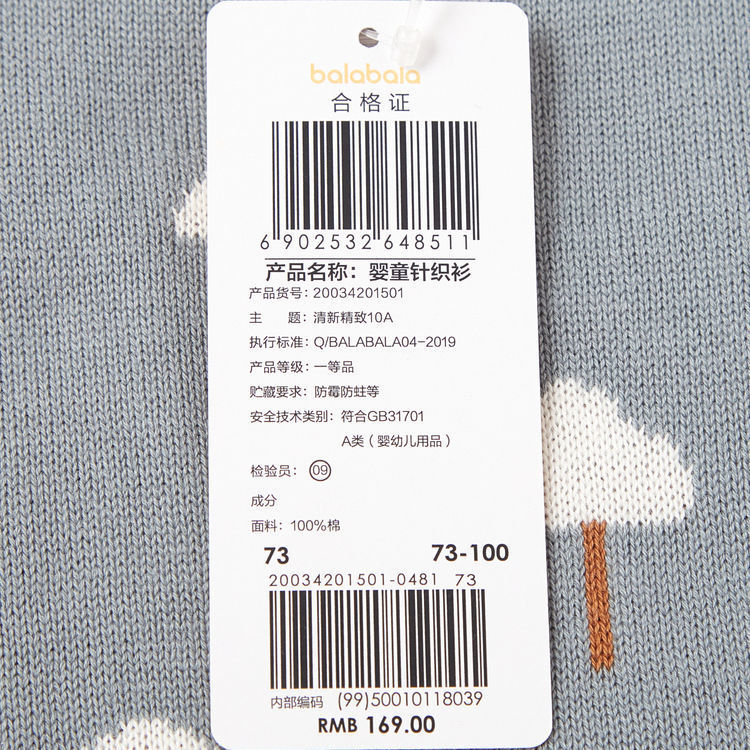 balabala
合格证
6 902532 648511
产品名称：婴童针织衫
产品货号：20034201501
主 题：清新精致10A
执行标准：Q/BALABALA04-2019
产品等级：一等品
贮藏要求：防霉防蛀等
安全技术类别：符合GB31701
A类（婴幼儿用品）
检验员：09
成分
面料：100%棉
73 73-100
20034201501-0481 73
内部编码 (99)50010118039
RMB 169.00